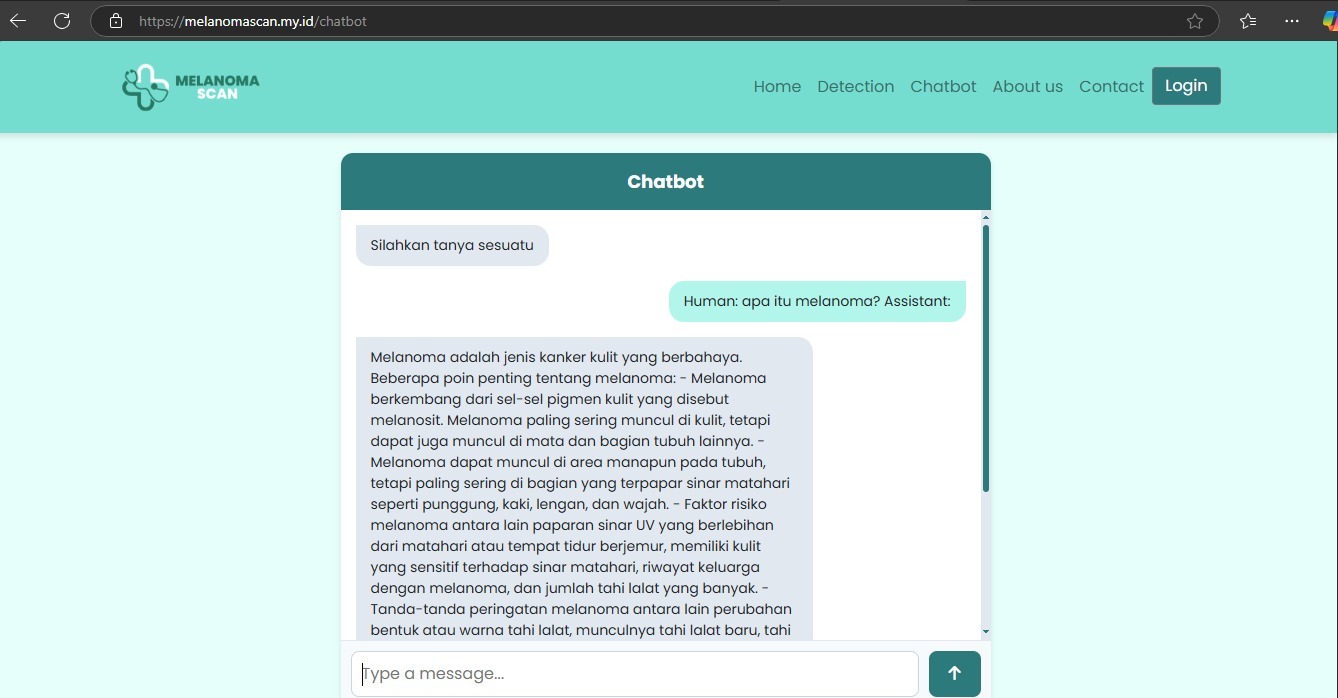 https://melanomascan.my.id/chatbot
MELANOMA
SCAN
Home Detection Chatbot About us Contact Login
Chatbot
Silahkan tanya sesuatu
Human: apa itu melanoma? Assistant:
Melanoma adalah jenis kanker kulit yang berbahaya.
Beberapa poin penting tentang melanoma: - Melanoma
berkembang dari sel-sel pigmen kulit yang disebut
melanosit. Melanoma paling sering muncul di kulit, tetapi
dapat juga muncul di mata dan bagian tubuh lainnya. -
Melanoma dapat muncul di area manapun pada tubuh,
tetapi paling sering di bagian yang terpapar sinar matahari
seperti punggung, kaki, lengan, dan wajah. - Faktor risiko
melanoma antara lain paparan sinar UV yang berlebihan
dari matahari atau tempat tidur berjemur, memiliki kulit
yang sensitif terhadap sinar matahari, riwayat keluarga
dengan melanoma, dan jumlah tahi lalat yang banyak. -
Tanda-tanda peringatan melanoma antara lain perubahan
bentuk atau warna tahi lalat, munculnya tahi lalat baru, tahi
Type a message...